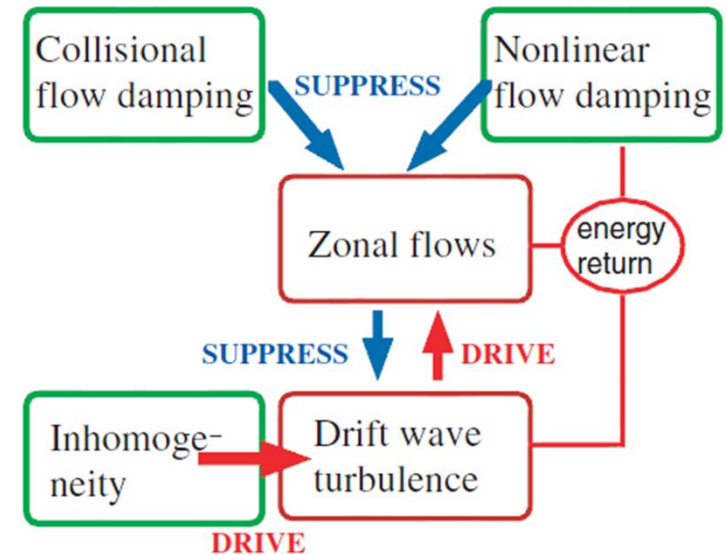 Collisional
flow damping
SUPPRESS
Nonlinear
flow damping
Zonal flows
energy
return
SUPPRESS
DRIVE
Inhomoge-
neity
Drift wave
turbulence
DRIVE